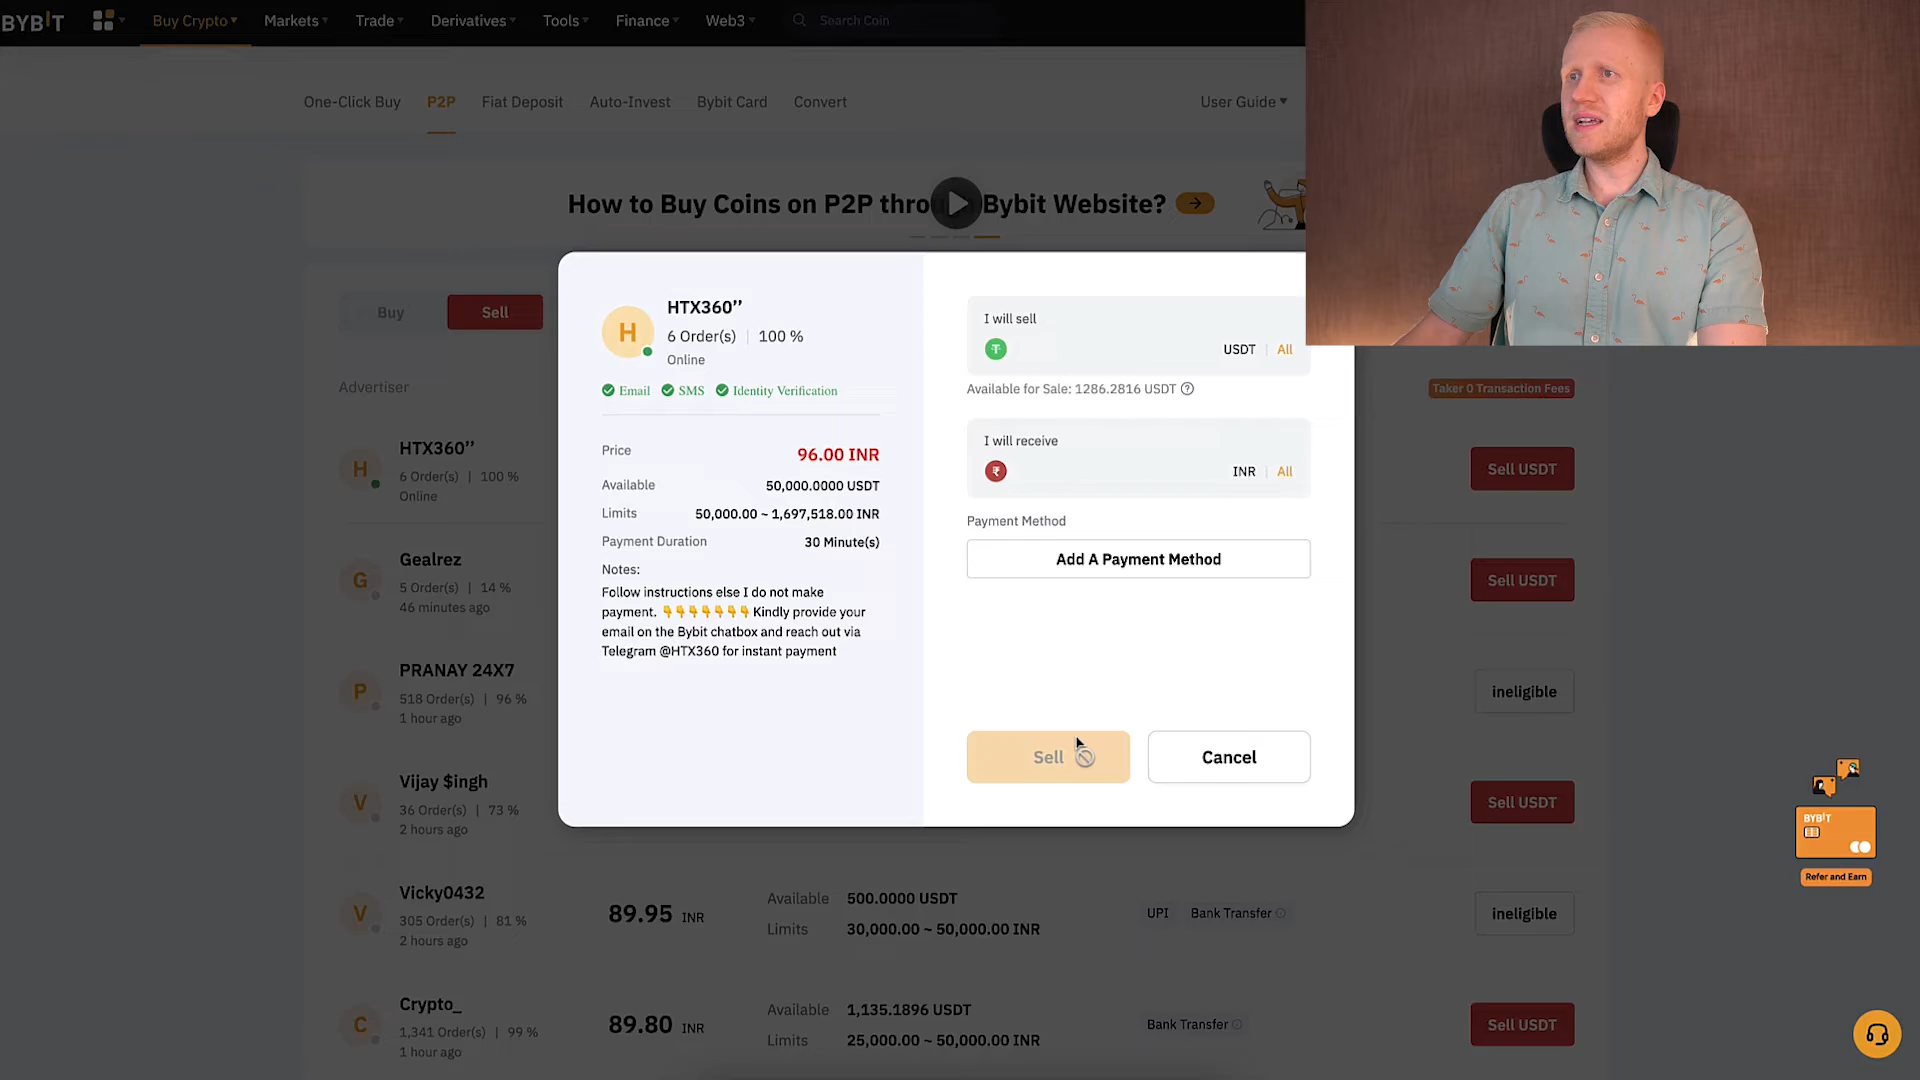 BYBIT
Buy Crypto
Markets
Trade
Derivatives
Tools
Finance
Web3
Search Coin
One-Click Buy
P2P
Fiat Deposit
Auto-Invest
Bybit Card
Convert
User Guide
How to Buy Coins on P2P throu Bybit Website?
Buy
Sell
Advertiser
Taker 0 Transaction Fees
HTX360’’
6 Order(s) | 100 %
Online
Email
SMS
Identity Verification
Price
96.00 INR
Available
50,000.0000 USDT
Limits
50,000.00 ~ 1,697,518.00 INR
Payment Duration
30 Minute(s)
Notes:
Follow instructions else I do not make
payment. 👇👇👇👇👇👇👇 Kindly provide your
email on the Bybit chatbox and reach out via
Telegram @HTX360 for instant payment
I will sell
USDT | All
Available for Sale: 1286.2816 USDT
I will receive
₹
INR | All
Payment Method
Add A Payment Method
Sell
Cancel
H
HTX360’’
6 Order(s) | 100 %
Online
H
Sell USDT
Gealrez
5 Order(s) | 14 %
46 minutes ago
G
Sell USDT
PRANAY 24X7
518 Order(s) | 96 %
1 hour ago
P
ineligible
Vijay $ingh
36 Order(s) | 73 %
2 hours ago
V
Sell USDT
Vicky0432
305 Order(s) | 81 %
2 hours ago
V
89.95 INR
Available 500.0000 USDT
Limits 30,000.00 ~ 50,000.00 INR
UPI
Bank Transfer
ineligible
Crypto_
1,341 Order(s) | 99 %
1 hour ago
C
89.80 INR
Available 1,135.1896 USDT
Limits 25,000.00 ~ 50,000.00 INR
Bank Transfer
Sell USDT
BYBIT
Refer and Earn